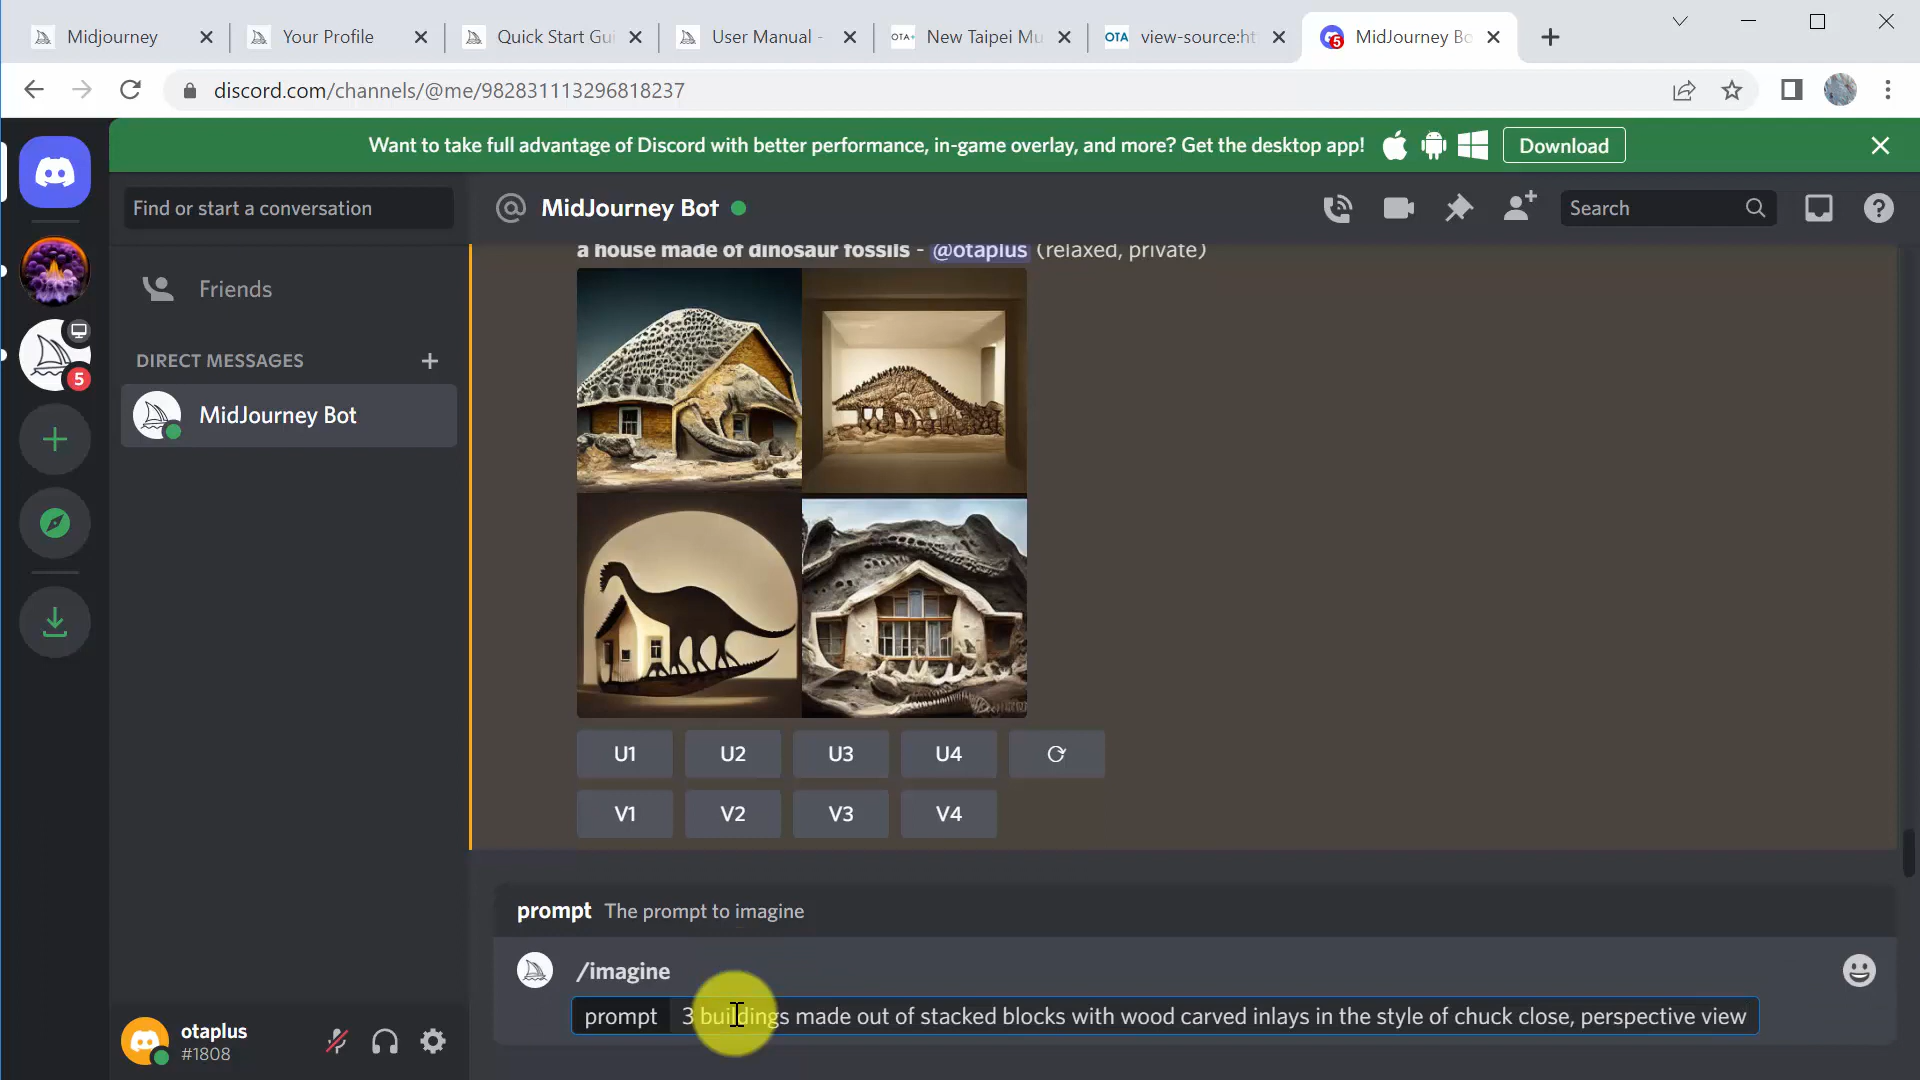 Midjourney
Your Profile
Quick Start Gui
User Manual -
OTA+ New Taipei Mu
OTA view-source:ht
5 MidJourney Bo
discord.com/channels/@me/982831113296818237
Want to take full advantage of Discord with better performance, in-game overlay, and more? Get the desktop app!
Download
Find or start a conversation
@ MidJourney Bot
Search
a house made of dinosaur fossils - @otaplus (relaxed, private)
Friends
DIRECT MESSAGES
5
MidJourney Bot
U1 U2 U3 U4
V1 V2 V3 V4
prompt The prompt to imagine
/imagine
prompt 3 buildings made out of stacked blocks with wood carved inlays in the style of chuck close, perspective view
otaplus
#1808